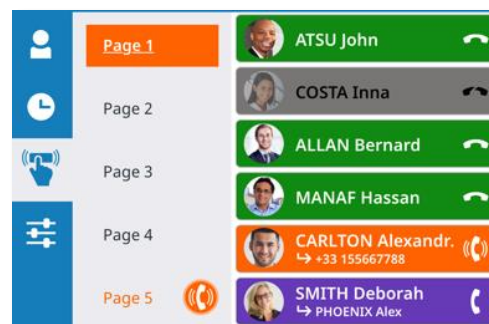 Page 1
Page 2
Page 3
Page 4
Page 5
ATSU John
COSTA Inna
ALLAN Bernard
MANAF Hassan
CARLTON Alexandr.
↳ +33 155667788
SMITH Deborah
↳ PHOENIX Alex